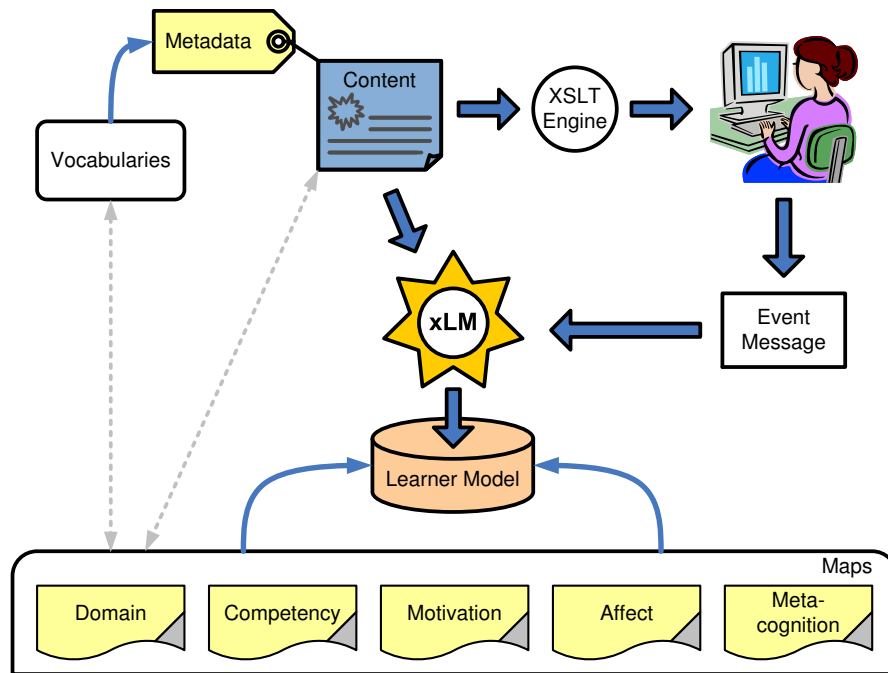 Metadata
Content
XSLT
Engine
Vocabularies
xLM
Event
Message
Learner Model
Maps
Domain
Competency
Motivation
Affect
Meta-
cognition